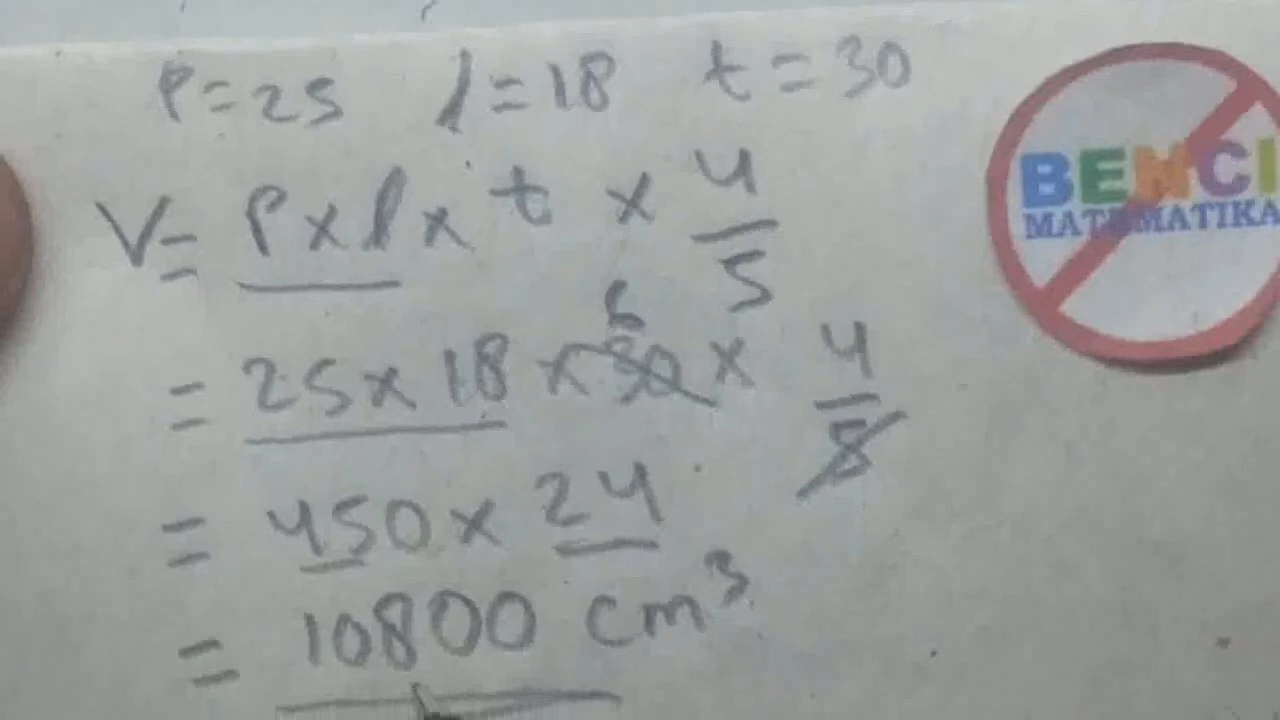 P = 25 l = 18 t = 30
V = P x l x t x 4/5
= 25 x 18 x 30 6 x 4/5
= 450 x 24
= 10800 cm³
BENCI
MATEMATIKA